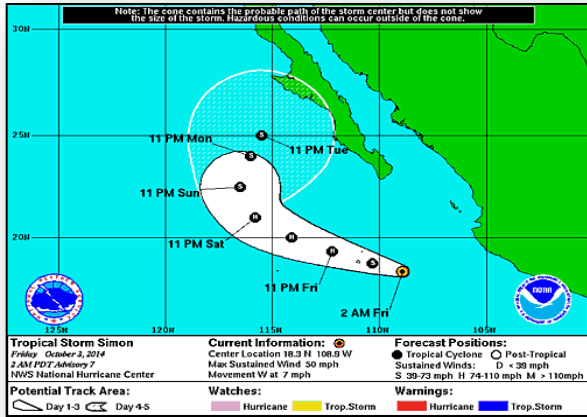 Note: The cone contains the probable path of the storm center but does not show
the size of the storm. Hazardous conditions can occur outside of the cone.
30N
25N
20N
11 PM Mon
11 PM Tue
11 PM Sun
11 PM Sat
11 PM Fri
2 AM Fri
S
S
S
H
H
H
S
NOAA
125W
120W
115W
110W
105W
Tropical Storm Simon
Friday October 3, 2014
2 AM PDT Advisory 7
NWS National Hurricane Center
Current Information:
Center Location 18.3 N 108.9 W
Max Sustained Wind 50 mph
Movement W at 7 mph
Forecast Positions:
Tropical Cyclone Post-Tropical
Sustained Winds: D < 39 mph
S 39-73 mph H 74-110 mph M > 110mph
Potential Track Area:
Day 1-3 Day 4-5
Watches:
Hurricane Trop.Storm
Warnings:
Hurricane Trop.Storm